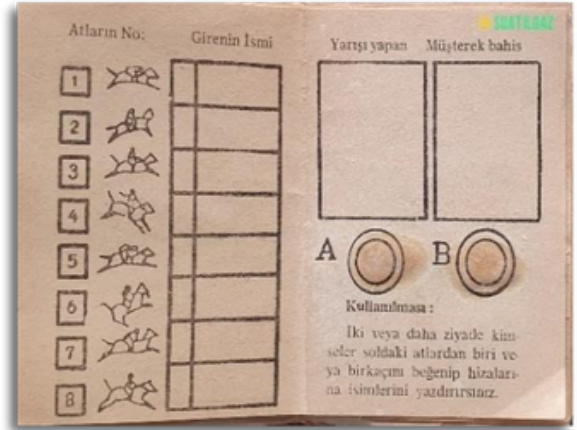 SUATILGAZ
Atların No:
Girenin İsmi
1
2
3
4
5
6
7
8
Yarışı yapan
Müşterek bahis
A
B
Kullanılması :
İki veya daha ziyade kim-
seler soldaki atlardan biri ve
ya birkaçını beğenip hizaları-
na isimlerini yazdırırsınız.